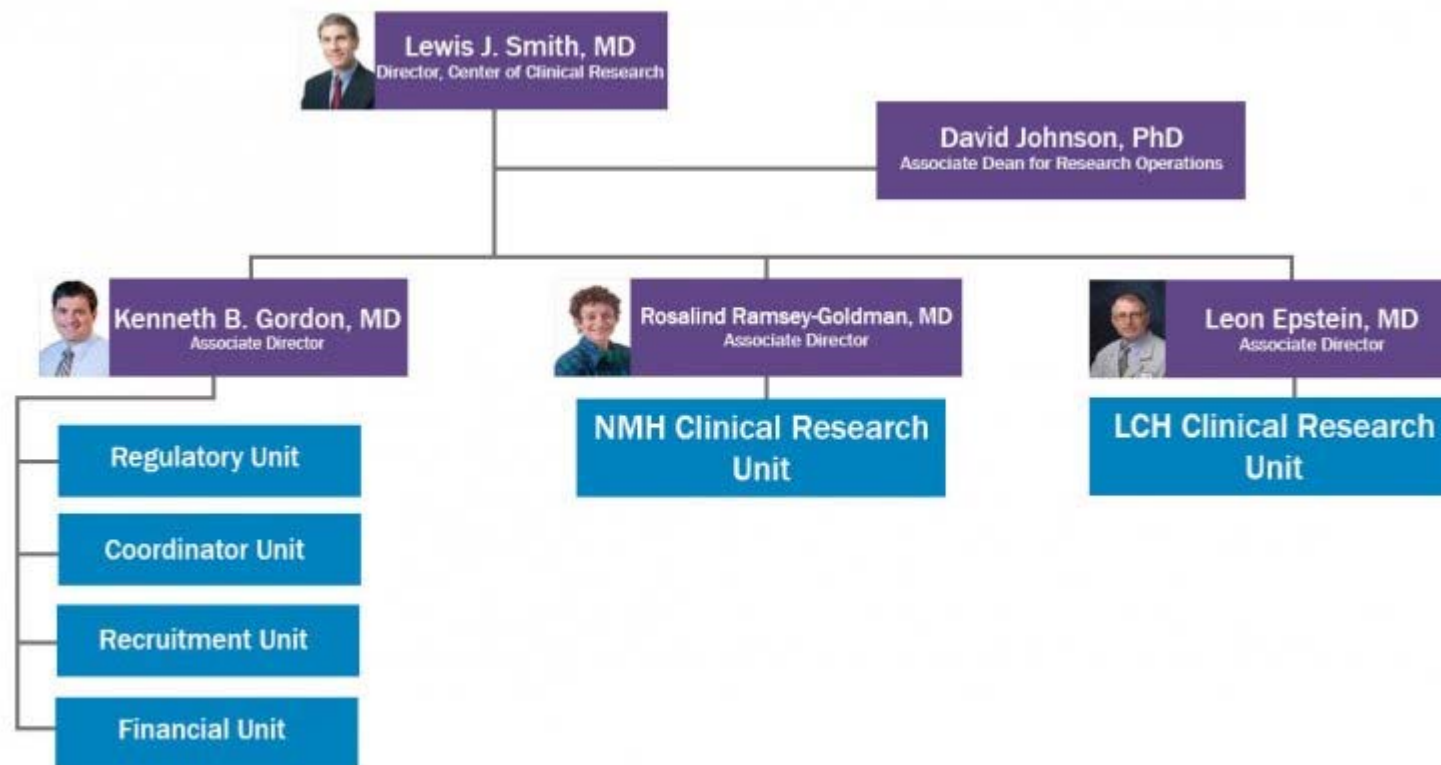 Lewis J. Smith, MD
Director, Center of Clinical Research
David Johnson, PhD
Associate Dean for Research Operations
Kenneth B. Gordon, MD
Associate Director
Rosalind Ramsey-Goldman, MD
Associate Director
Leon Epstein, MD
Associate Director
Regulatory Unit
Coordinator Unit
Recruitment Unit
Financial Unit
NMH Clinical Research
Unit
LCH Clinical Research
Unit